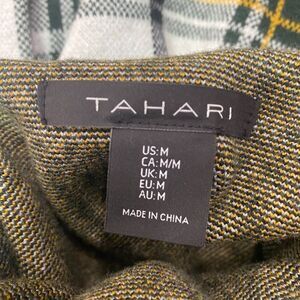 TAHARI
US: M
CA: M/M
UK: M
EU: M
AU: M
MADE IN CHINA